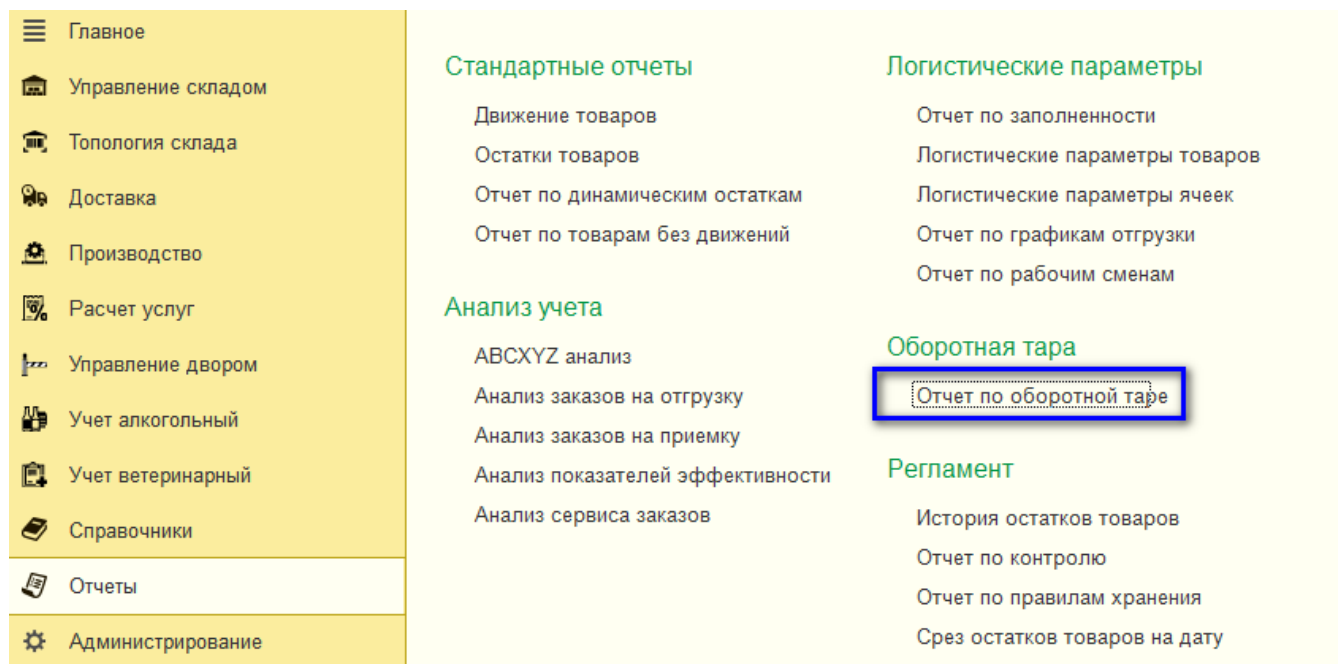 Главное
Управление складом
Топология склада
Доставка
Производство
Расчет услуг
Управление двором
Учет алкогольный
Учет ветеринарный
Справочники
Отчеты
Администрирование
Стандартные отчеты
Движение товаров
Остатки товаров
Отчет по динамическим остаткам
Отчет по товарам без движений
Анализ учета
ABCXYZ анализ
Анализ заказов на отгрузку
Анализ заказов на приемку
Анализ показателей эффективности
Анализ сервиса заказов
Логистические параметры
Отчет по заполненности
Логистические параметры товаров
Логистические параметры ячеек
Отчет по графикам отгрузки
Отчет по рабочим сменам
Оборотная тара
Отчет по оборотной таре
Регламент
История остатков товаров
Отчет по контролю
Отчет по правилам хранения
Срез остатков товаров на дату